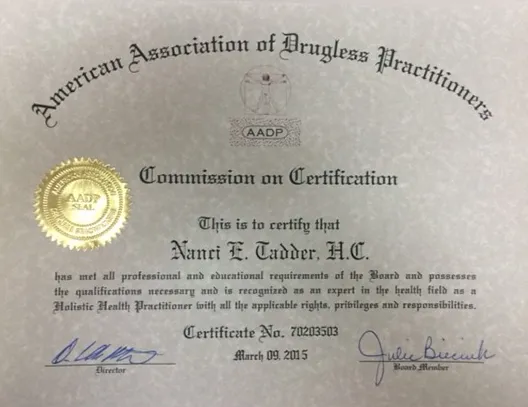 American Association of Drugless Practitioners
AADP
Commission on Certification
AADP
SEAL
This is to certify that
Nanci E. Tadder, H.C.
has met all professional and educational requirements of the Board and possesses
the qualifications necessary and is recognized as an expert in the health field as a
Holistic Health Practitioner with all the applicable rights, privileges and responsibilities.
Certificate No. 70203503
March 09, 2015
Director
Julie
Board Member